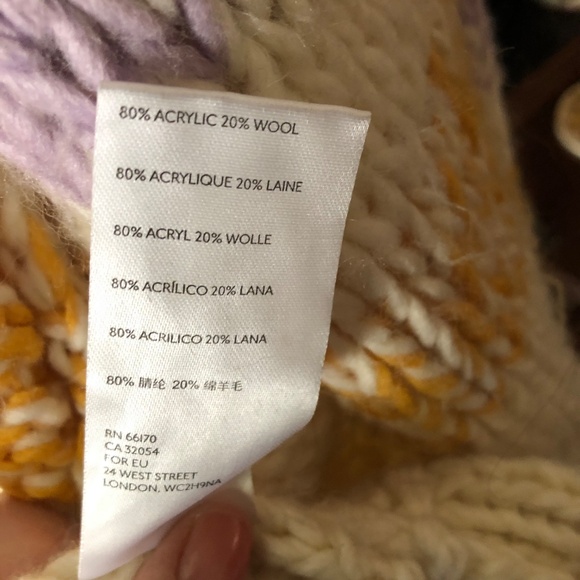 80% ACRYLIC 20% WOOL
80% ACRYLIQUE 20% LAINE
80% ACRYL 20% WOLLE
80% ACRÍLICO 20% LANA
80% ACRILICO 20% LANA
80% 腈纶 20% 绵羊毛
RN 66170
CA 32054
FOR EU
24 WEST STREET
LONDON, WC2H9NA